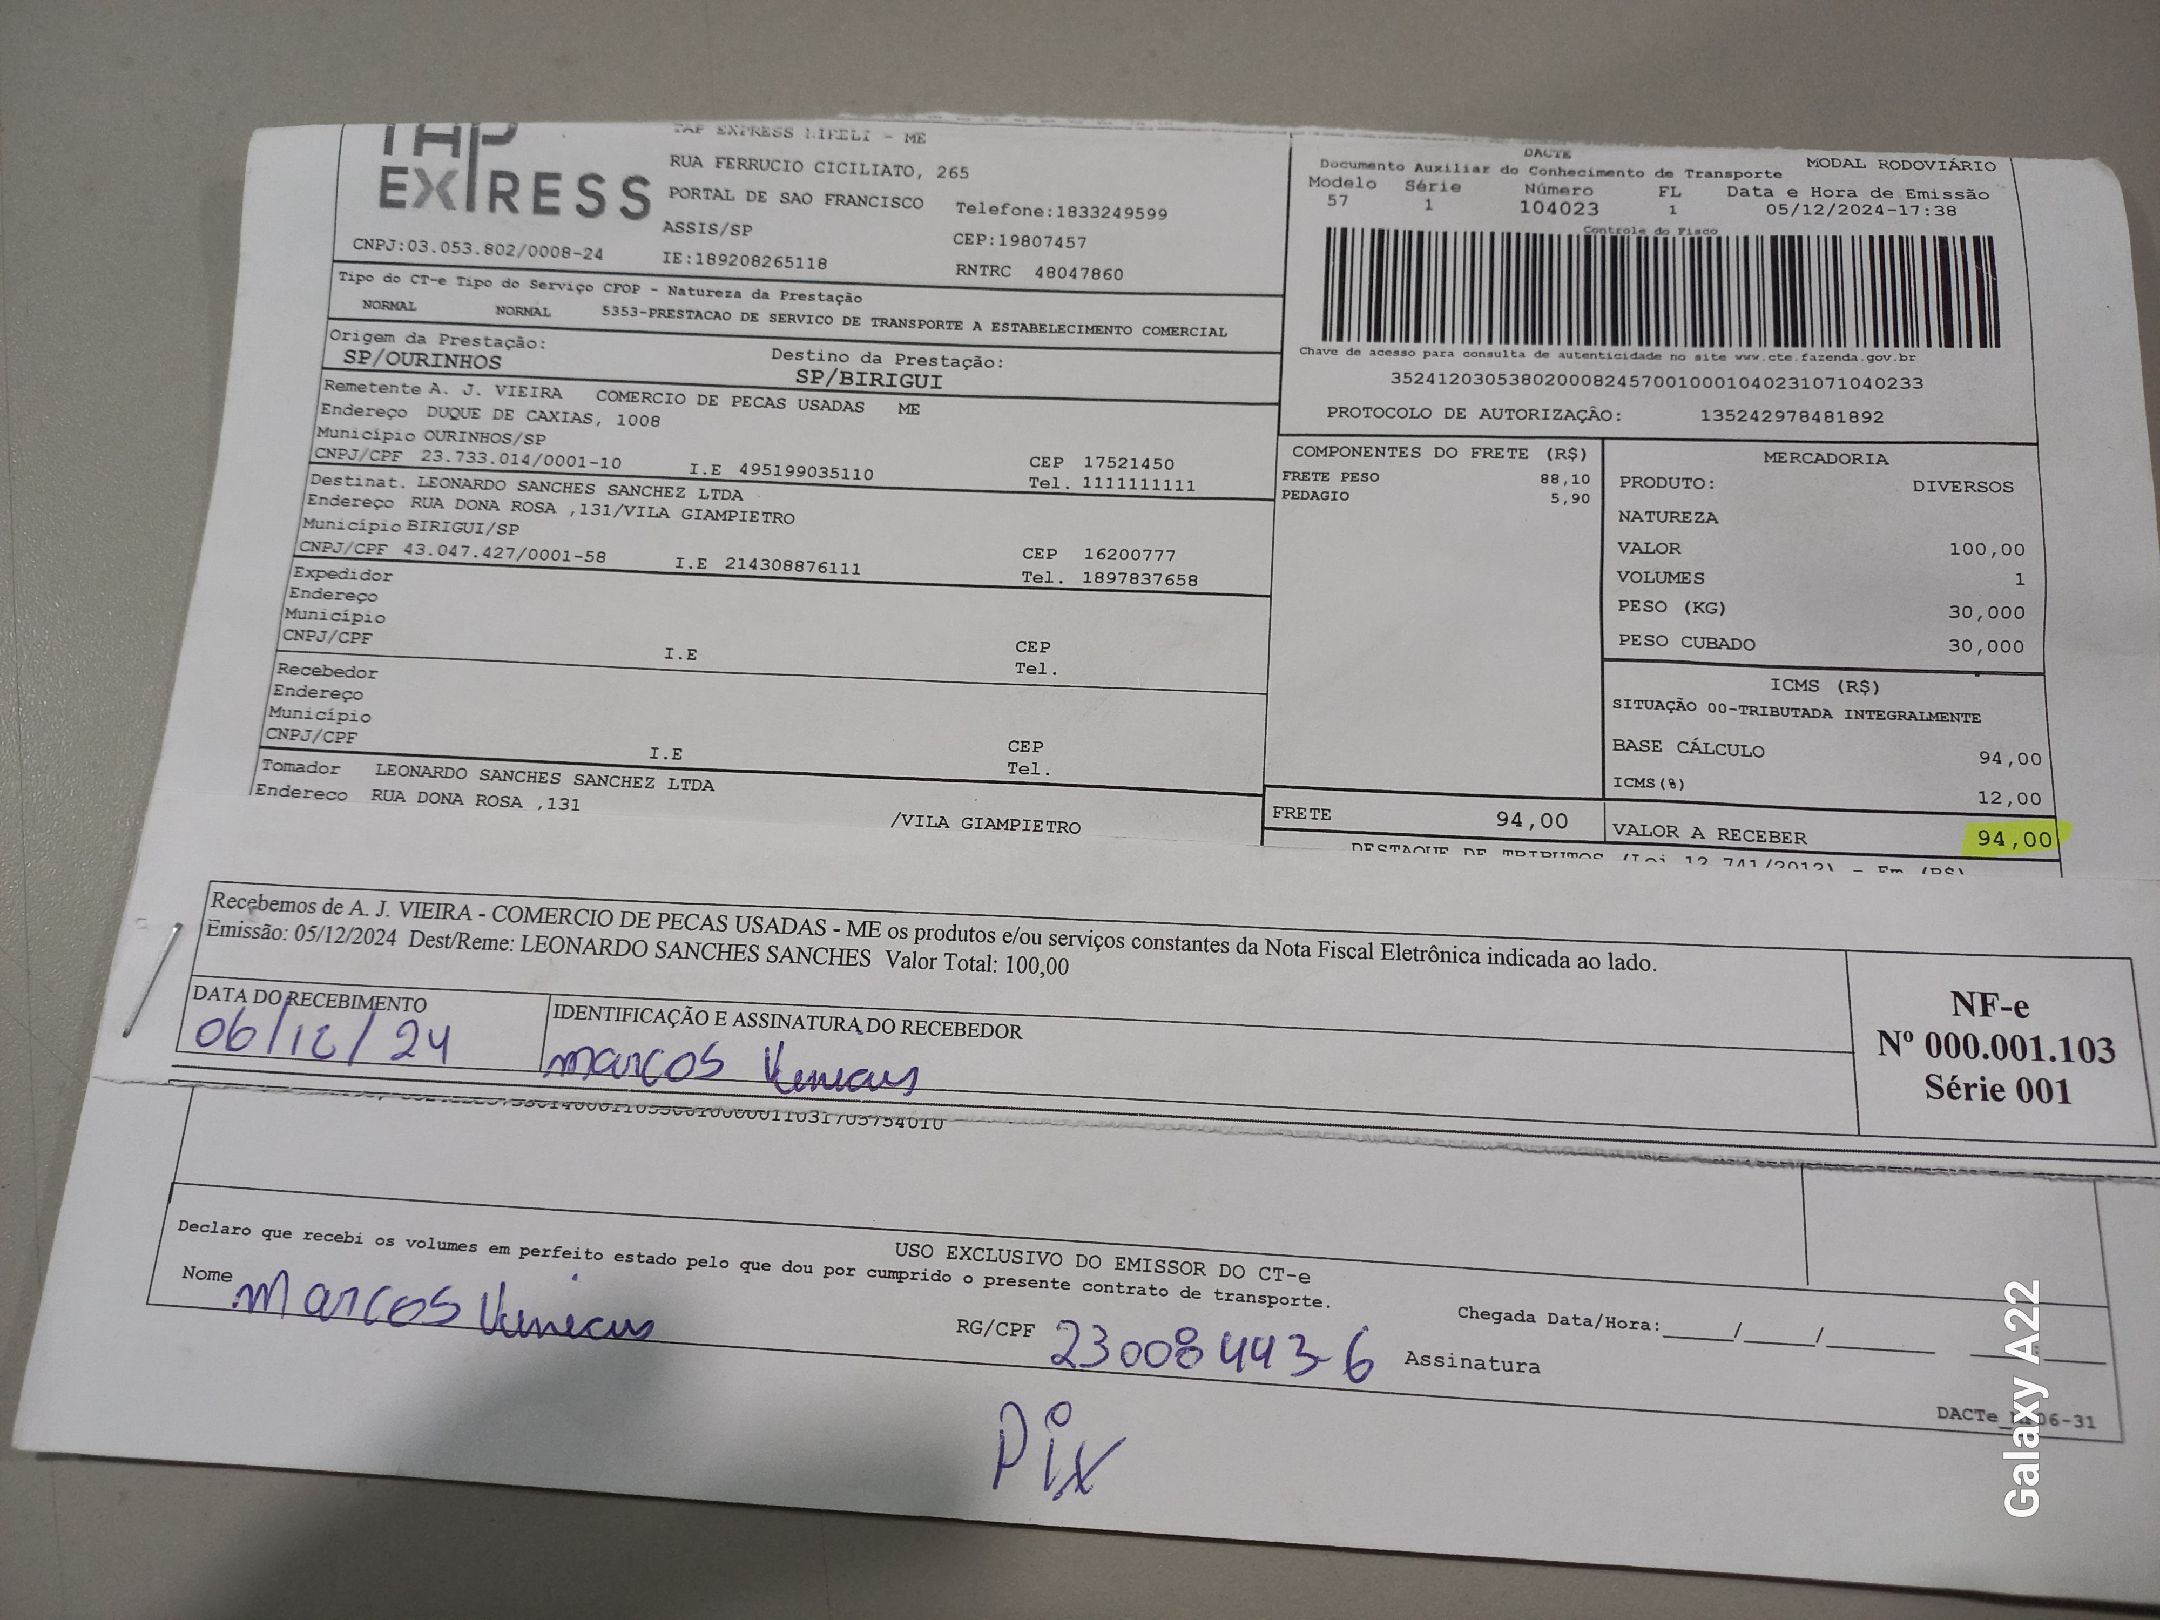 TAP
EXPRESS
CNPJ:03.053.802/0008-24
TAP EXPRESS EIRELI - ME
RUA FERRUCIO CICILIATO, 265
PORTAL DE SAO FRANCISCO Telefone:1833249599
ASSIS/SP CEP:19807457
IE:189208265118 RNTRC 48047860
Tipo do CT-e Tipo do Serviço CFOP - Natureza da Prestação
NORMAL NORMAL 5353-PRESTACAO DE SERVICO DE TRANSPORTE A ESTABELECIMENTO COMERCIAL
Origem da Prestação: Destino da Prestação:
SP/OURINHOS SP/BIRIGUI
Remetente A. J. VIEIRA COMERCIO DE PECAS USADAS ME
Endereço DUQUE DE CAXIAS, 1008
Município OURINHOS/SP CEP 17521450
CNPJ/CPF 23.733.014/0001-10 I.E 495199035110 Tel. 1111111111
Destinat. LEONARDO SANCHES SANCHEZ LTDA
Endereço RUA DONA ROSA ,131/VILA GIAMPIETRO
Município BIRIGUI/SP CEP 16200777
CNPJ/CPF 43.047.427/0001-58 I.E 214308876111 Tel. 1897837658
Expedidor
Endereço
Município CEP
CNPJ/CPF I.E Tel.
Recebedor
Endereço
Município CEP
CNPJ/CPF I.E Tel.
Tomador LEONARDO SANCHES SANCHEZ LTDA
Endereco RUA DONA ROSA ,131 /VILA GIAMPIETRO
DACTE MODAL RODOVIÁRIO
Documento Auxiliar do Conhecimento de Transporte
Modelo Série Número FL Data e Hora de Emissão
57 1 104023 1 05/12/2024-17:38
Controle do Fisco
Chave de acesso para consulta de autenticidade no site www.cte.fazenda.gov.br
35241203053802000824570010001040231071040233
PROTOCOLO DE AUTORIZAÇÃO: 135242978481892
COMPONENTES DO FRETE (R$)
FRETE PESO 88,10
PEDAGIO 5,90
MERCADORIA
PRODUTO: DIVERSOS
NATUREZA
VALOR 100,00
VOLUMES 1
PESO (KG) 30,000
PESO CUBADO 30,000
ICMS (R$)
SITUAÇÃO 00-TRIBUTADA INTEGRALMENTE
BASE CÁLCULO 94,00
ICMS(%) 12,00
FRETE 94,00 VALOR A RECEBER 94,00
DESTAQUE DE TRIBUTOS (Lei 12.741/2012) - Em (R$)
Recebemos de A. J. VIEIRA - COMERCIO DE PECAS USADAS - ME os produtos e/ou serviços constantes da Nota Fiscal Eletrônica indicada ao lado.
Emissão: 05/12/2024 Dest/Reme: LEONARDO SANCHES SANCHES Valor Total: 100,00
DATA DO RECEBIMENTO IDENTIFICAÇÃO E ASSINATURA DO RECEBEDOR
06/12/24 Marcos Vinicius
NF-e
Nº 000.001.103
Série 001
USO EXCLUSIVO DO EMISSOR DO CT-e
Declaro que recebi os volumes em perfeito estado pelo que dou por cumprido o presente contrato de transporte.
Nome Marcos Vinicius RG/CPF 23008443-6 Assinatura
Chegada Data/Hora:_____/_____/________
Pix
Galaxy A22